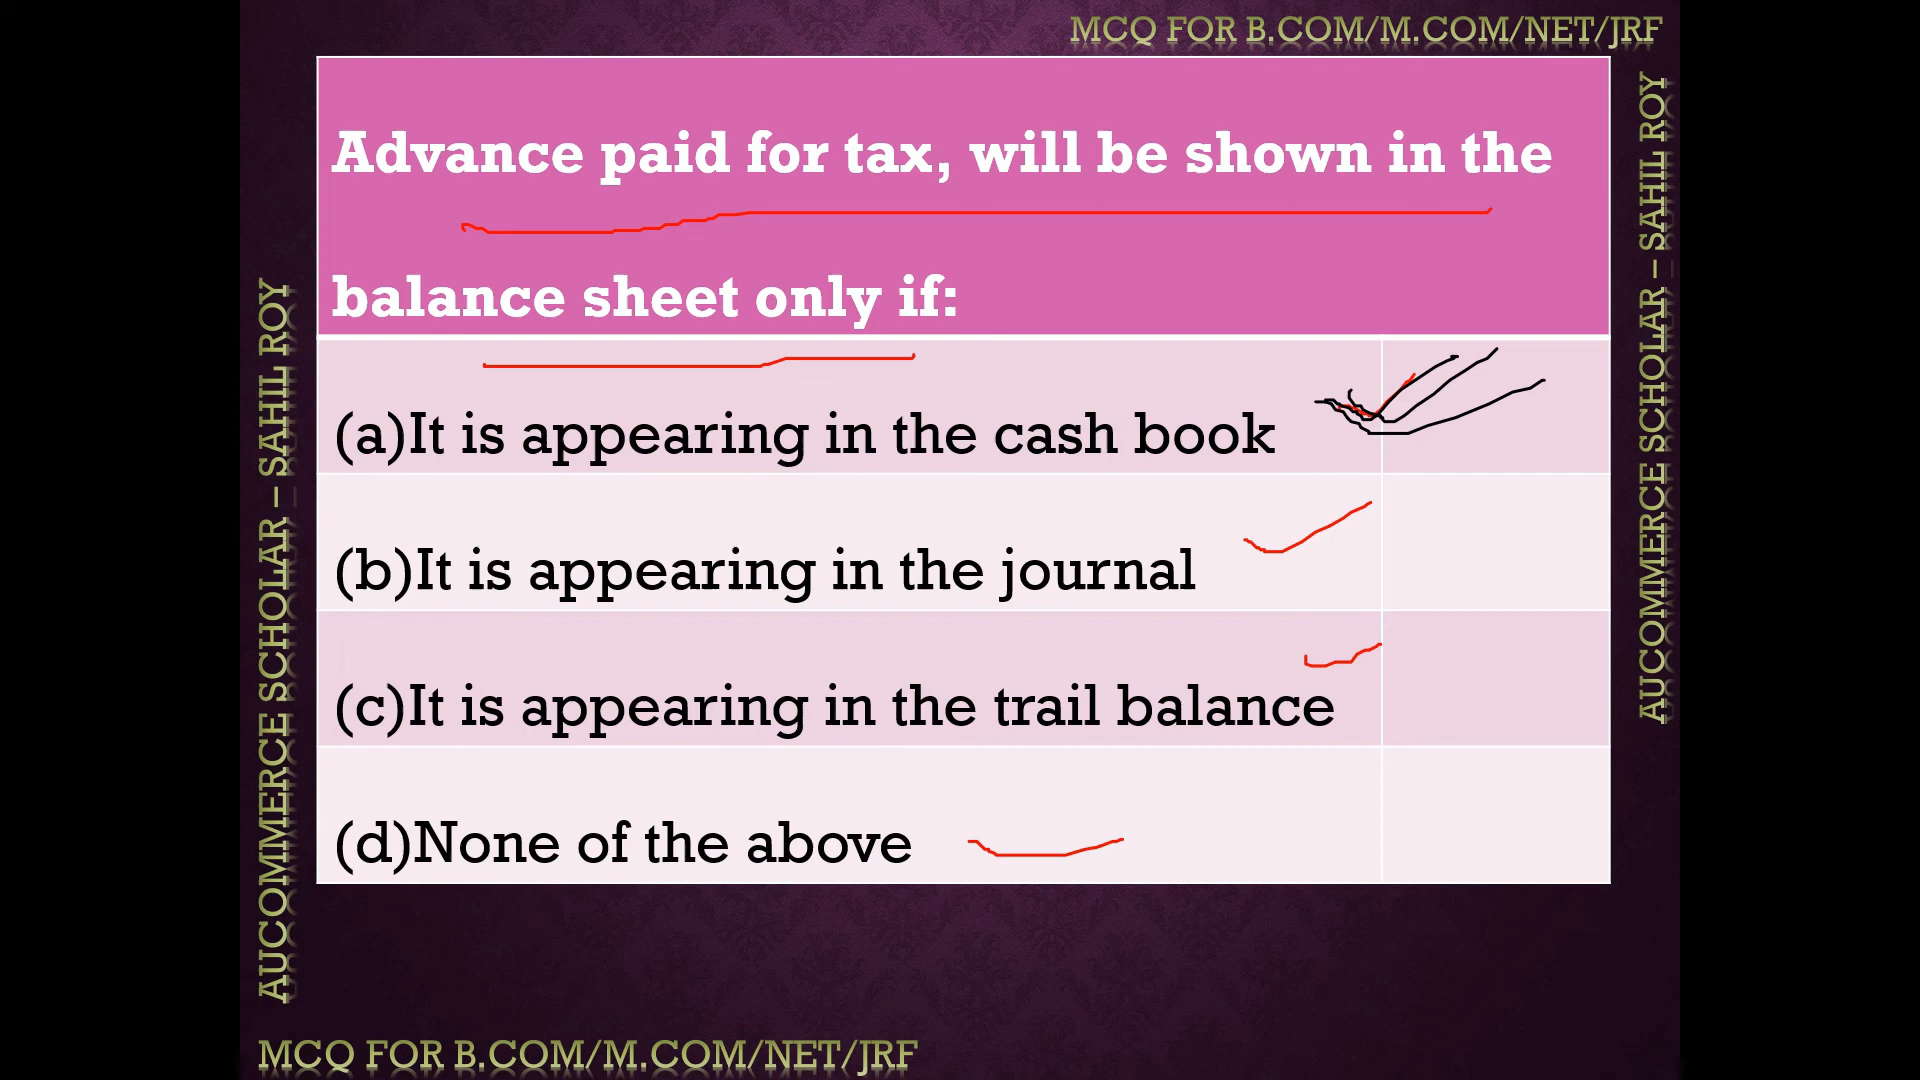 MCQ FOR B.COM/M.COM/NET/JRF
Advance paid for tax, will be shown in the
balance sheet only if:
(a)It is appearing in the cash book
(b)It is appearing in the journal
(c)It is appearing in the trail balance
(d)None of the above
AUCOMMERCE SCHOLAR – SAHIL ROY
AUCOMMERCE SCHOLAR – SAHIL ROY
MCQ FOR B.COM/M.COM/NET/JRF